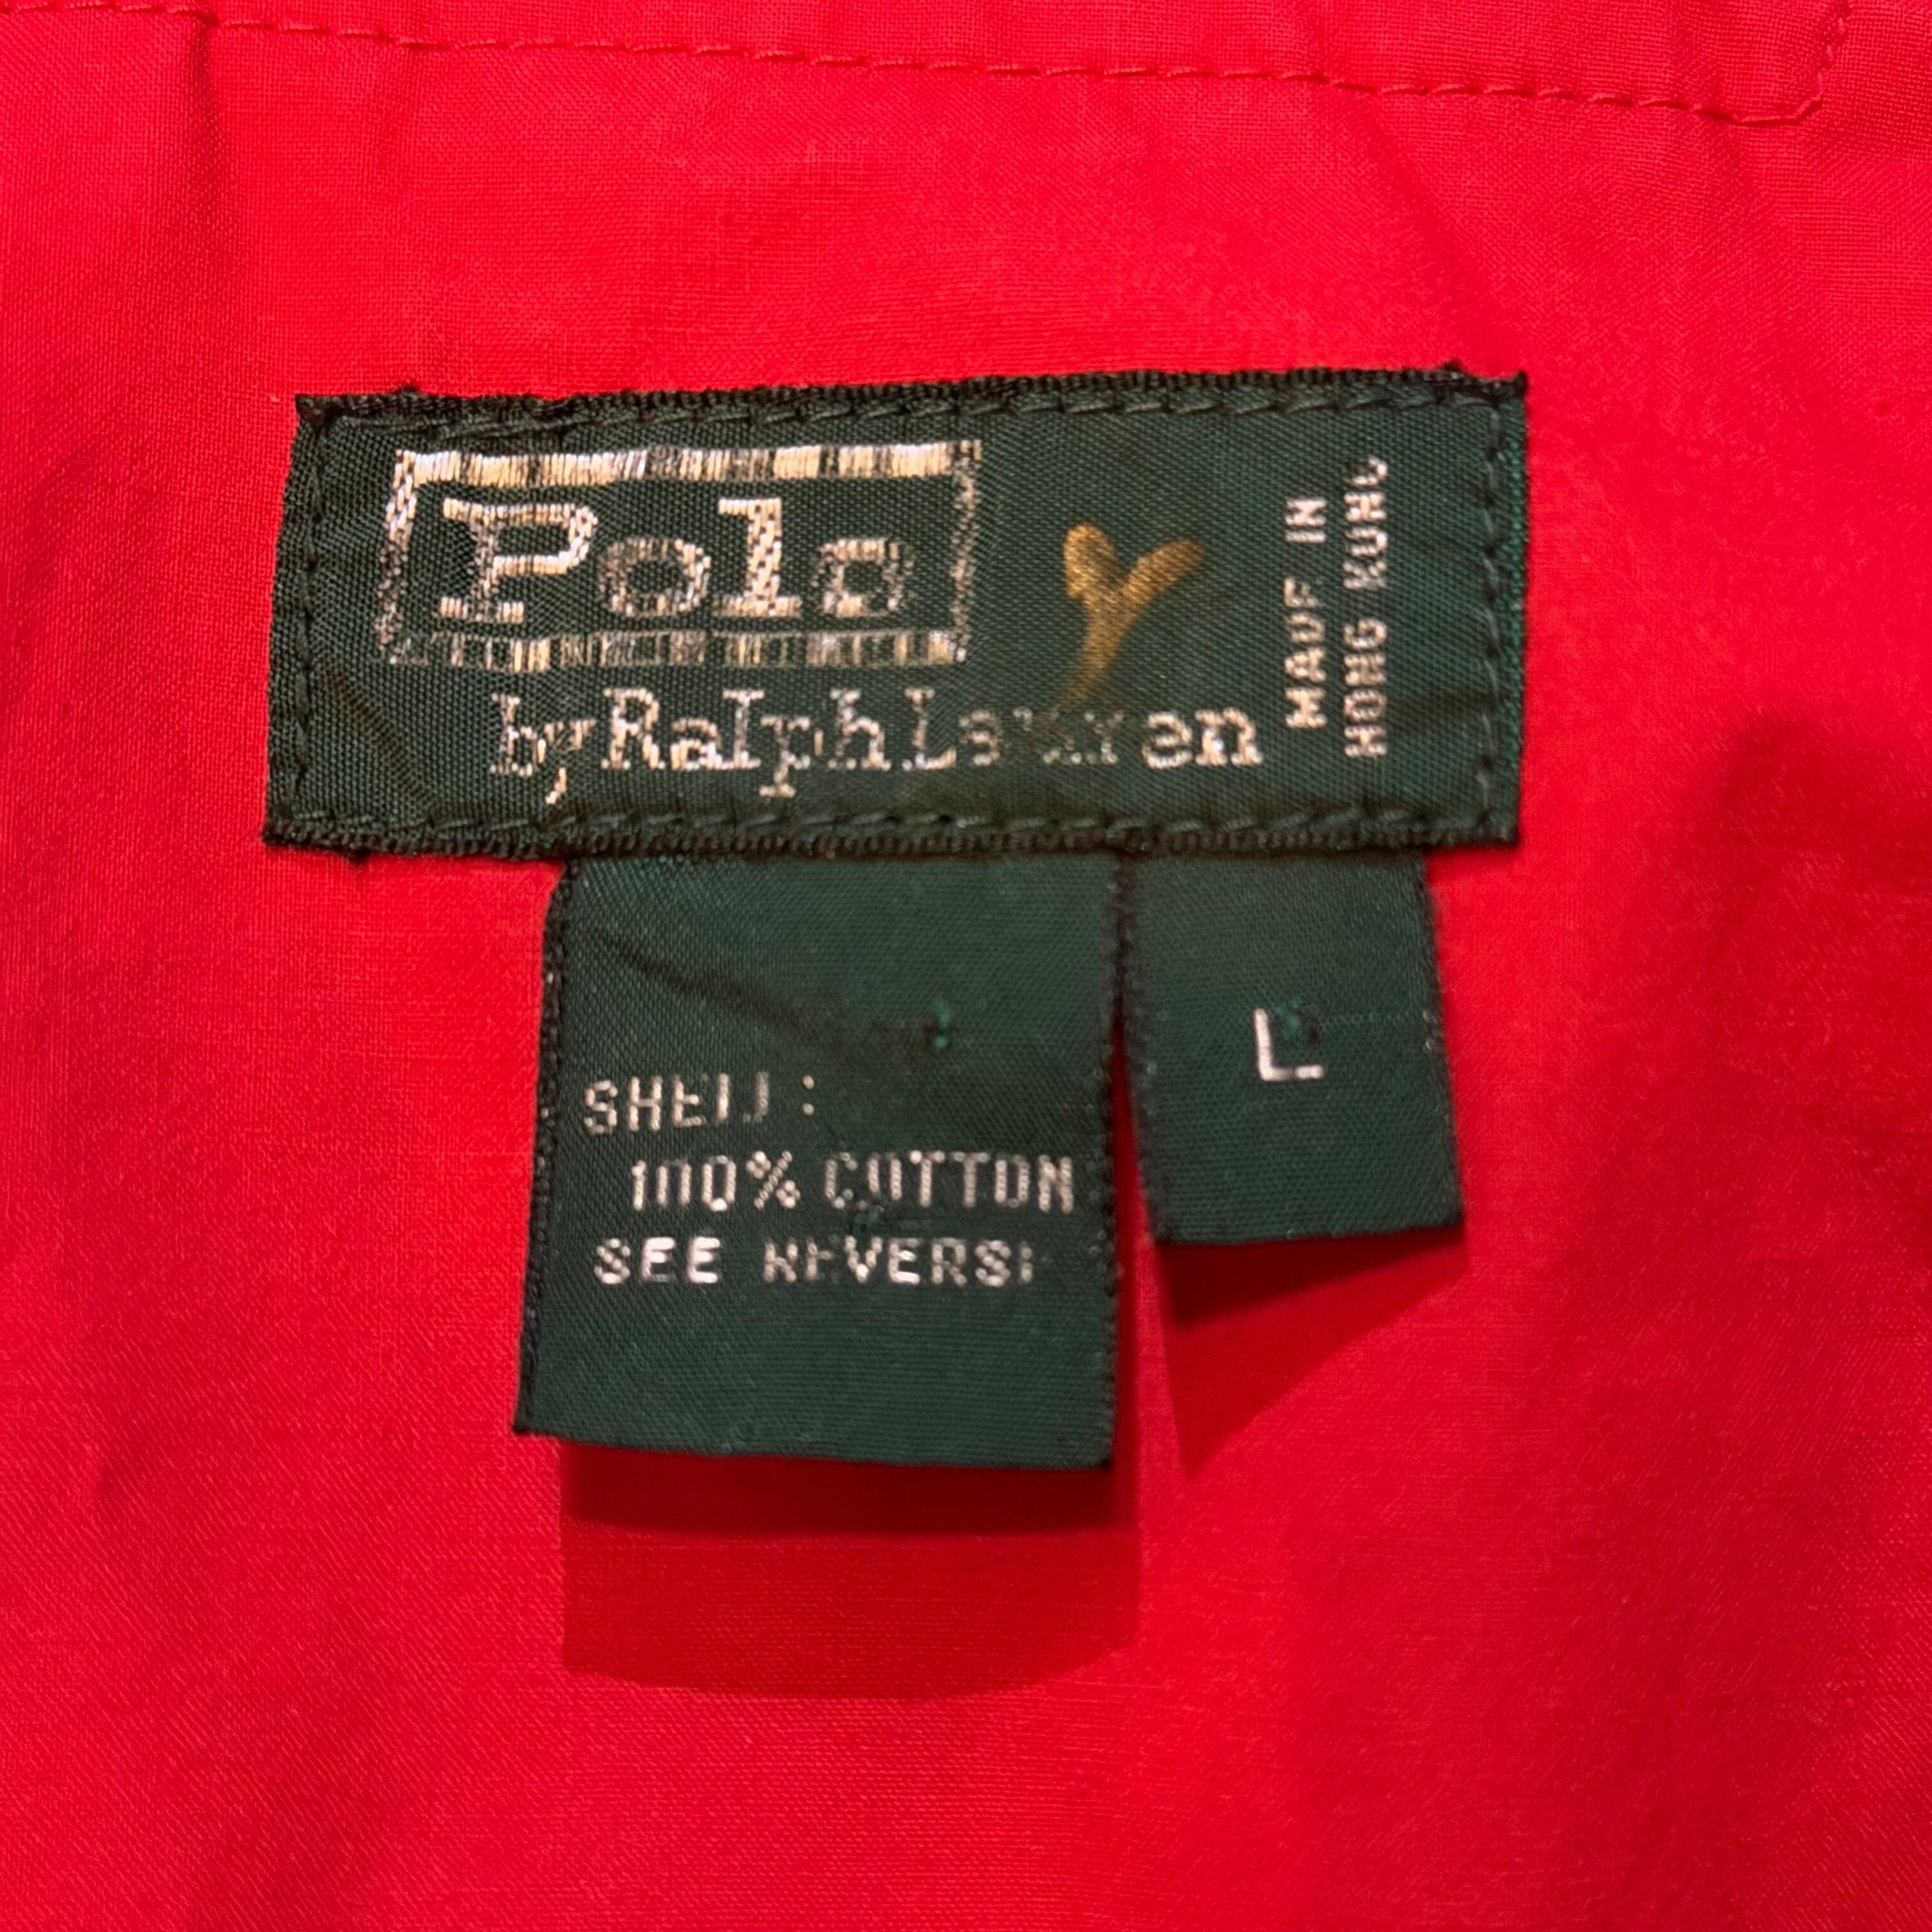 Polo
by Ralph Lauren
MADE IN
HONG KONG
SHELL:
100% COTTON
SEE REVERSE
L